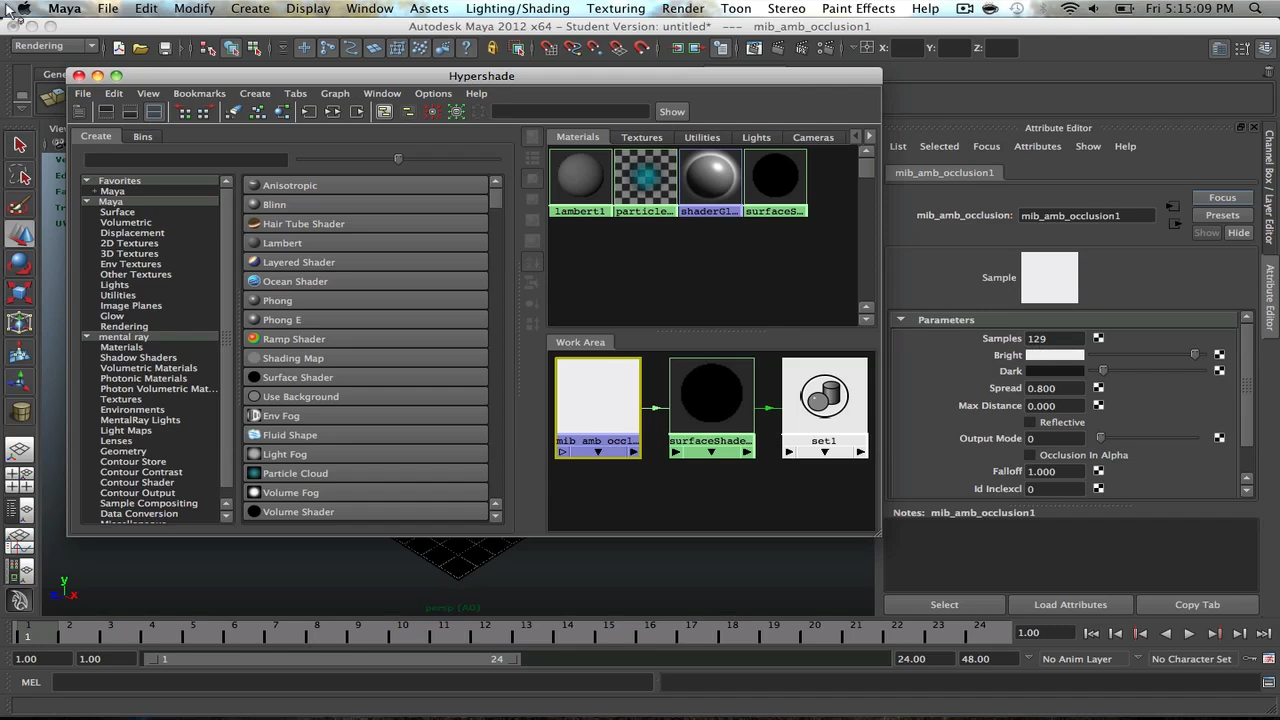 Maya File Edit Modify Create Display Window Assets Lighting/Shading Texturing Render Toon Stereo Paint Effects Help Fri 5:15:09 PM
Autodesk Maya 2012 x64 - Student Version: untitled* --- mib_amb_occlusion1
Rendering X: Y: Z:
Hypershade
File Edit View Bookmarks Create Tabs Graph Window Options Help
Show
Create Bins
Favorites
Maya
Maya
Surface
Volumetric
Displacement
2D Textures
3D Textures
Env Textures
Other Textures
Lights
Utilities
Image Planes
Glow
Rendering
mental ray
Materials
Shadow Shaders
Volumetric Materials
Photonic Materials
Photon Volumetric Mat...
Textures
Environments
MentalRay Lights
Light Maps
Lenses
Geometry
Contour Store
Contour Contrast
Contour Shader
Contour Output
Sample Compositing
Data Conversion
Anisotropic
Blinn
Hair Tube Shader
Lambert
Layered Shader
Ocean Shader
Phong
Phong E
Ramp Shader
Shading Map
Surface Shader
Use Background
Env Fog
Fluid Shape
Light Fog
Particle Cloud
Volume Fog
Volume Shader
Materials Textures Utilities Lights Cameras
lambert1 particle... shaderGl... surfaceS...
Work Area
mib_amb_occl... surfaceShade... set1
Attribute Editor
List Selected Focus Attributes Show Help
mib_amb_occlusion1
Focus
mib_amb_occlusion: mib_amb_occlusion1 Presets
Show Hide
Sample
Parameters
Samples 129
Bright
Dark
Spread 0.800
Max Distance 0.000
Reflective
Output Mode 0
Occlusion In Alpha
Falloff 1.000
Id Inclexcl 0
Notes: mib_amb_occlusion1
Select Load Attributes Copy Tab
Channel Box / Layer Editor
Attribute Editor
y
x
persp (AO)
1 2 3 4 5 6 7 8 9 10 11 12 13 14 15 16 17 18 19 20 21 22 23 24
1 1.00
1.00 1.00 1 24 24.00 48.00 No Anim Layer No Character Set
MEL